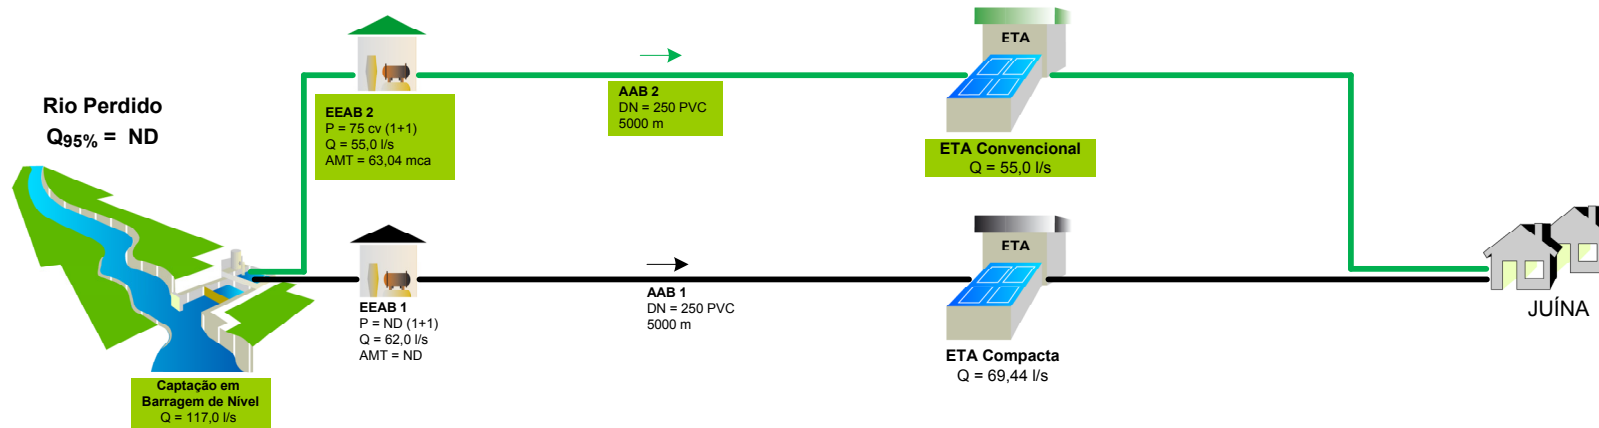 Rio Perdido
Q95% = ND
EEAB 2
P = 75 cv (1+1)
Q = 55,0 l/s
AMT = 63,04 mca
AAB 2
DN = 250 PVC
5000 m
ETA
ETA Convencional
Q = 55,0 l/s
EEAB 1
P = ND (1+1)
Q = 62,0 l/s
AMT = ND
AAB 1
DN = 250 PVC
5000 m
ETA
ETA Compacta
Q = 69,44 l/s
JUÍNA
Captação em
Barragem de Nível
Q = 117,0 l/s